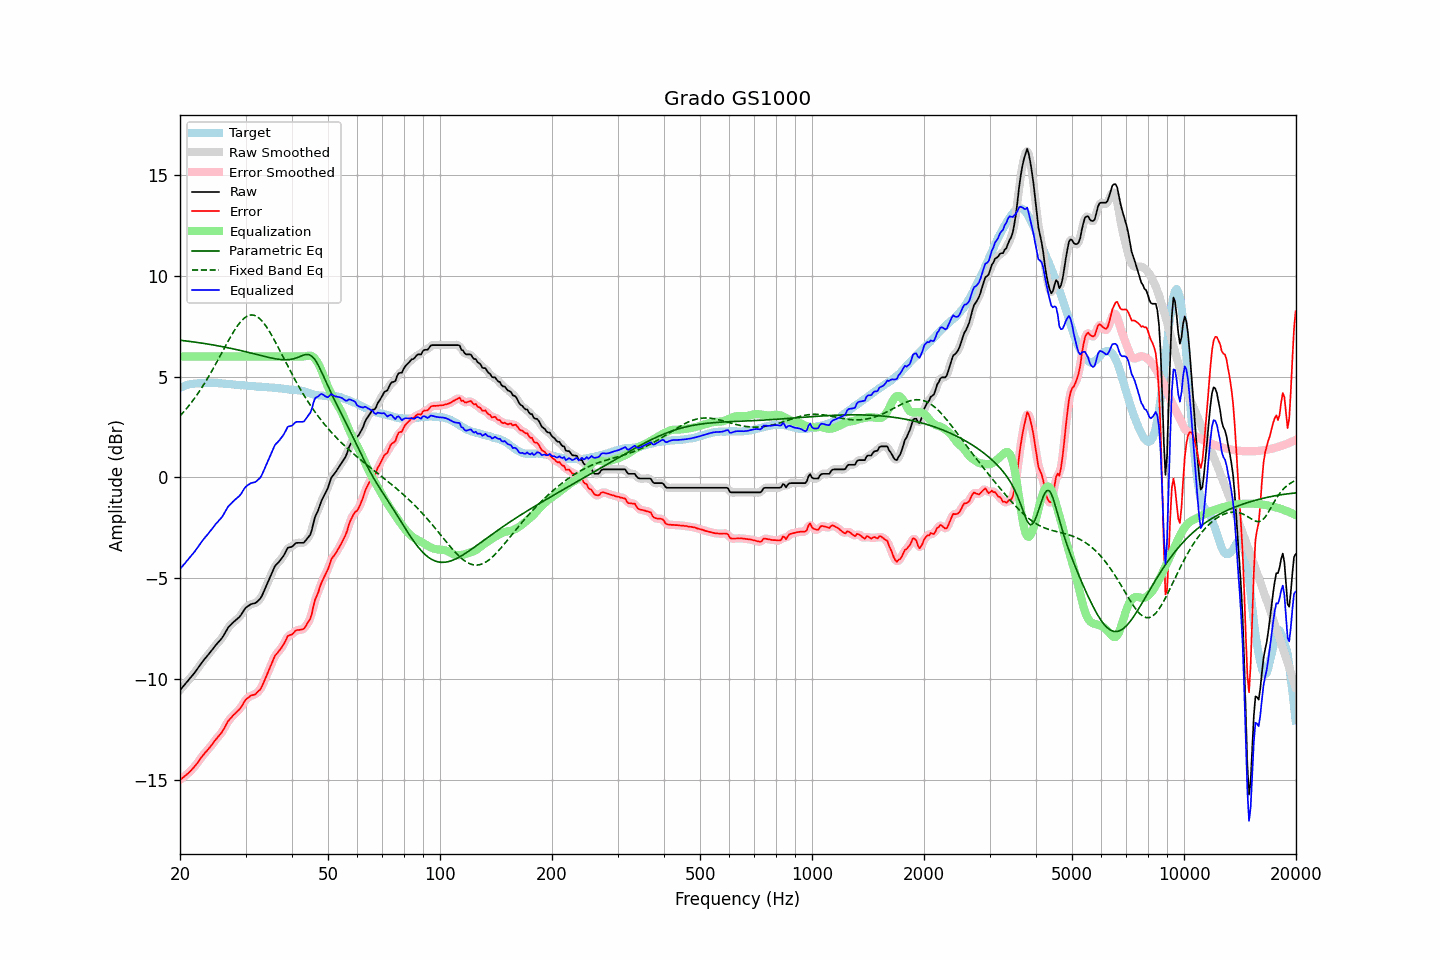 Grado GS1000
Target
Raw Smoothed
Error Smoothed
Raw
Error
Equalization
Parametric Eq
Fixed Band Eq
Equalized
Amplitude (dBr)
15
10
5
0
−5
−10
−15
20 50 100 200 500 1000 2000 5000 10000 20000
Frequency (Hz)